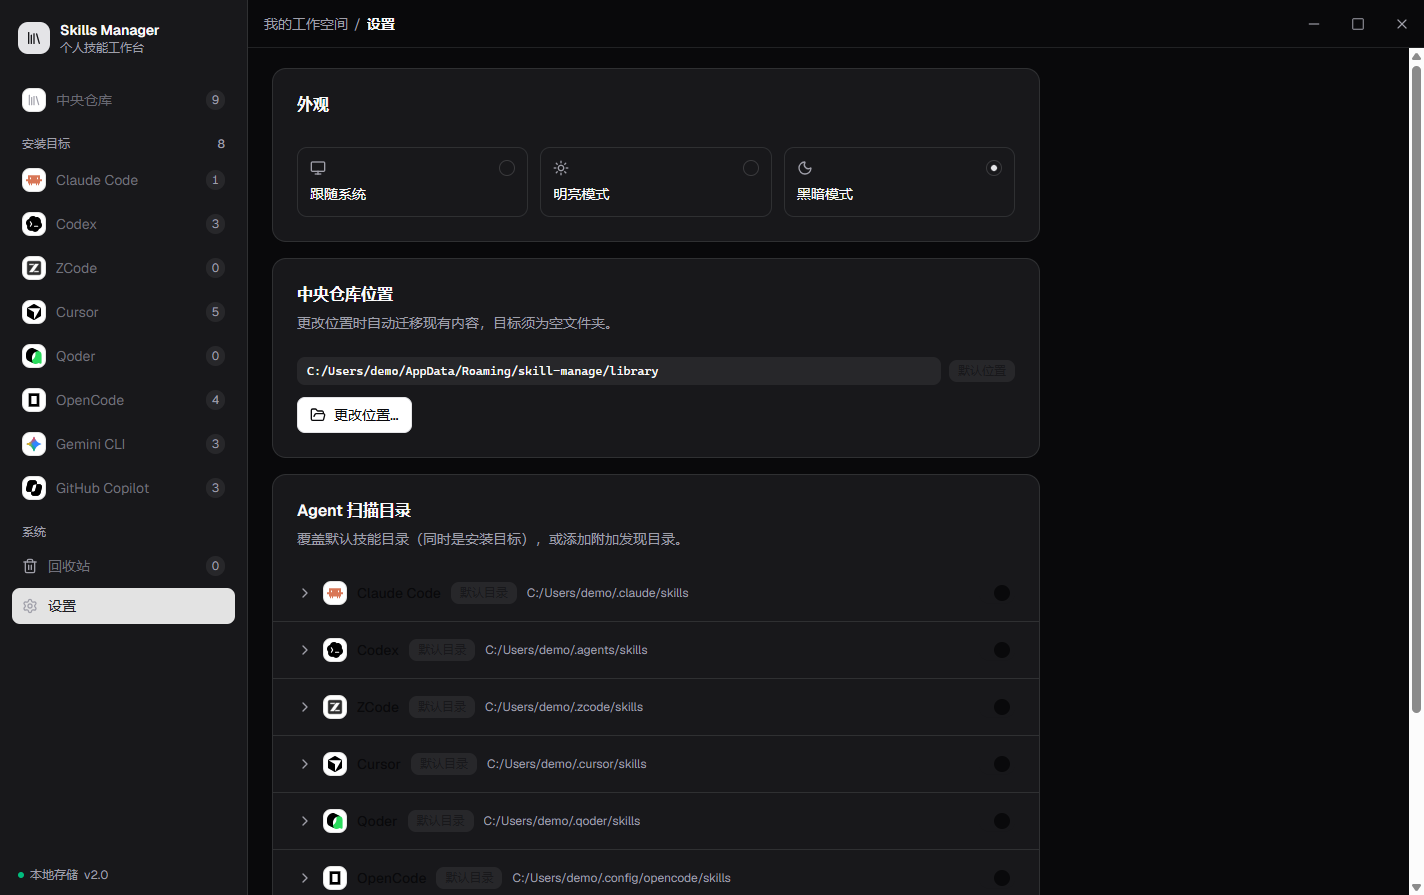 Skills Manager
个人技能工作台
中央仓库 9
安装目标 8
Claude Code 1
Codex 3
ZCode 0
Cursor 5
Qoder 0
OpenCode 4
Gemini CLI 3
GitHub Copilot 3
系统
回收站 0
设置
本地存储 v2.0
我的工作空间 / 设置
外观
跟随系统
明亮模式
黑暗模式
中央仓库位置
更改位置时自动迁移现有内容，目标须为空文件夹。
C:/Users/demo/AppData/Roaming/skill-manage/library 默认位置
更改位置...
Agent 扫描目录
覆盖默认技能目录（同时是安装目标），或添加附加发现目录。
Claude Code 默认目录 C:/Users/demo/.claude/skills
Codex 默认目录 C:/Users/demo/.agents/skills
ZCode 默认目录 C:/Users/demo/.zcode/skills
Cursor 默认目录 C:/Users/demo/.cursor/skills
Qoder 默认目录 C:/Users/demo/.qoder/skills
OpenCode 默认目录 C:/Users/demo/.config/opencode/skills